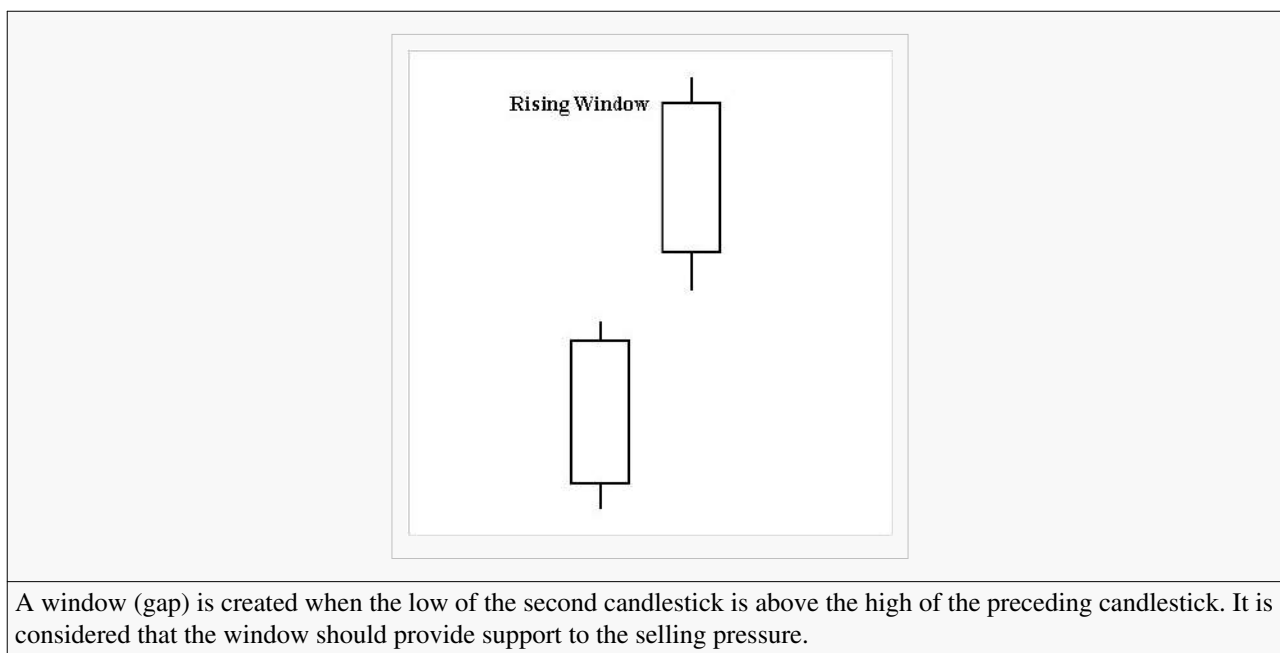 Rising Window
A window (gap) is created when the low of the second candlestick is above the high of the preceding candlestick. It is
considered that the window should provide support to the selling pressure.